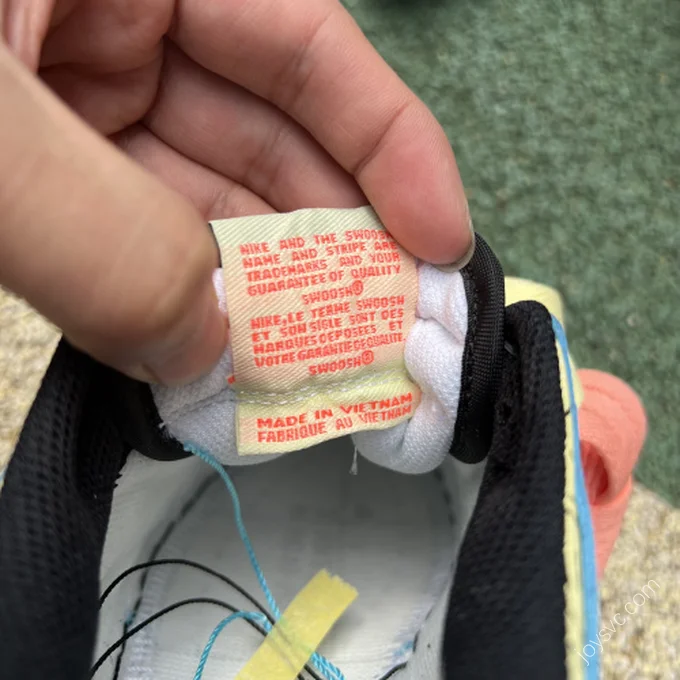 NIKE AND THE SWOOSH
NAME AND STRIPE ARE
TRADEMARKS AND YOUR
GUARANTEE OF QUALITY
SWOOSH®
NIKE,LE TERME SWOOSH
ET SON SIGLE SONT DES
MARQUES DEPOSEES ET
VOTRE GARANTIE DE QUALITE.
SWOOSH®
MADE IN VIETNAM
FABRIQUE AU VIETNAM
joysvc.com